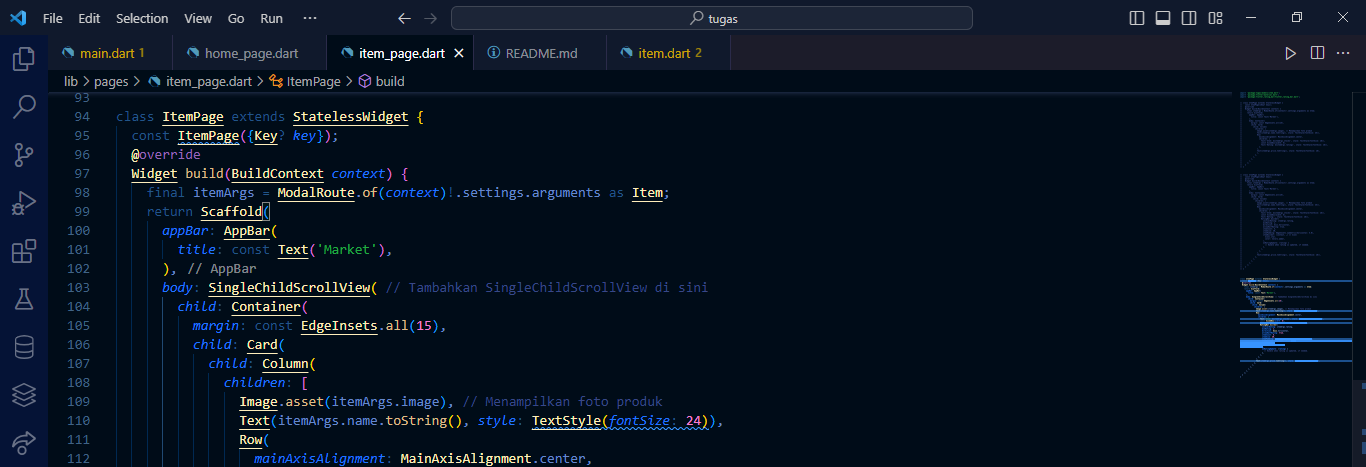 File Edit Selection View Go Run ··· tugas
main.dart 1 home_page.dart item_page.dart README.md item.dart 2
lib > pages > item_page.dart > ItemPage > build
93
94 class ItemPage extends StatelessWidget {
95 const ItemPage({Key? key});
96 @override
97 Widget build(BuildContext context) {
98 final itemArgs = ModalRoute.of(context)!.settings.arguments as Item;
99 return Scaffold(
100 appBar: AppBar(
101 title: const Text('Market'),
102 ), // AppBar
103 body: SingleChildScrollView( // Tambahkan SingleChildScrollView di sini
104 child: Container(
105 margin: const EdgeInsets.all(15),
106 child: Card(
107 child: Column(
108 children: [
109 Image.asset(itemArgs.image), // Menampilkan foto produk
110 Text(itemArgs.name.toString(), style: TextStyle(fontSize: 24)),
111 Row(
112 mainAxisAlignment: MainAxisAlignment.center,